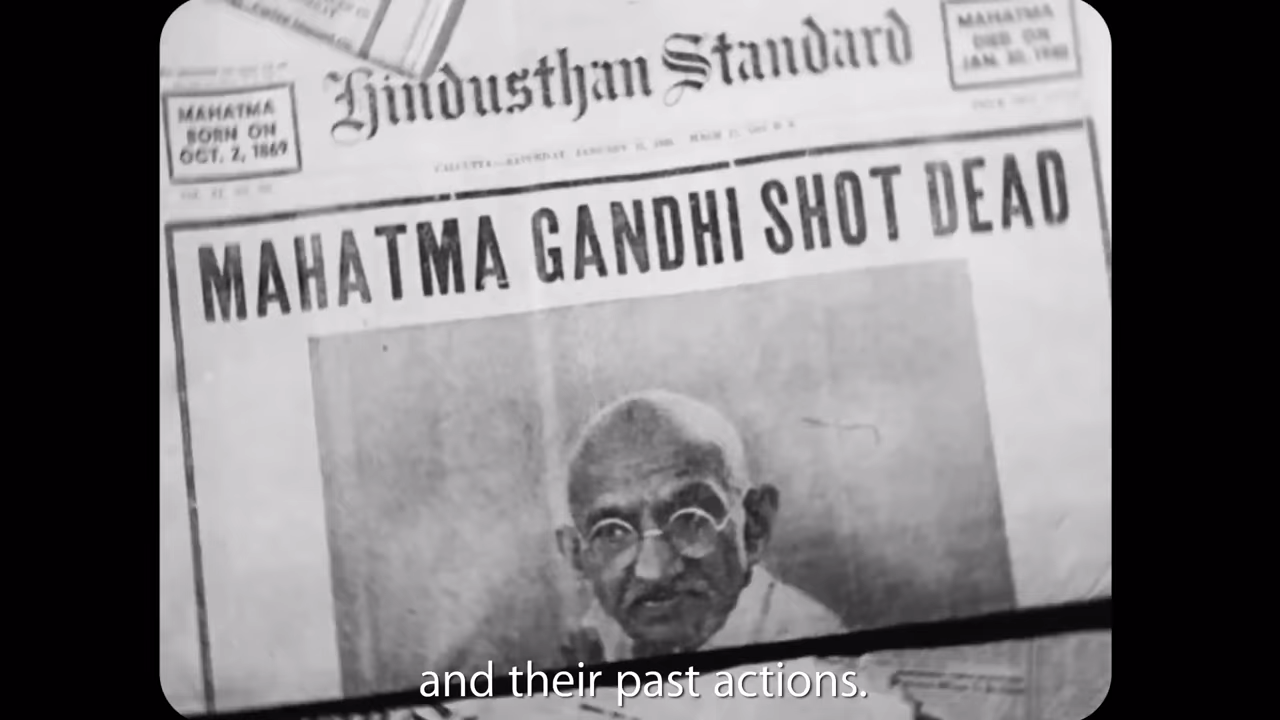 Hindusthan Standard
MAHATMA
BORN ON
OCT. 2, 1869
MAHATMA
DIED ON
JAN. 30, 1948
MAHATMA GANDHI SHOT DEAD
and their past actions.